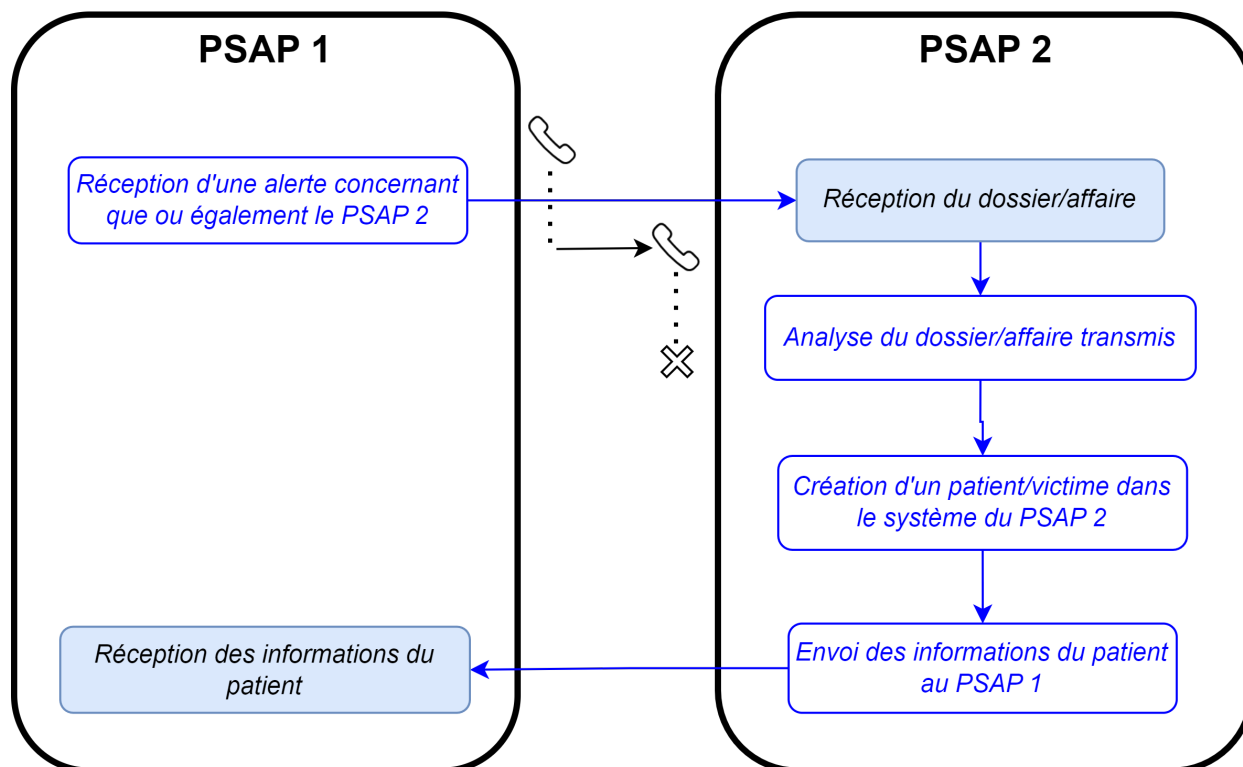 PSAP 1
PSAP 2
Réception d'une alerte concernant
que ou également le PSAP 2
Réception du dossier/affaire
Analyse du dossier/affaire transmis
Création d'un patient/victime dans
le système du PSAP 2
Envoi des informations du patient
au PSAP 1
Réception des informations du
patient